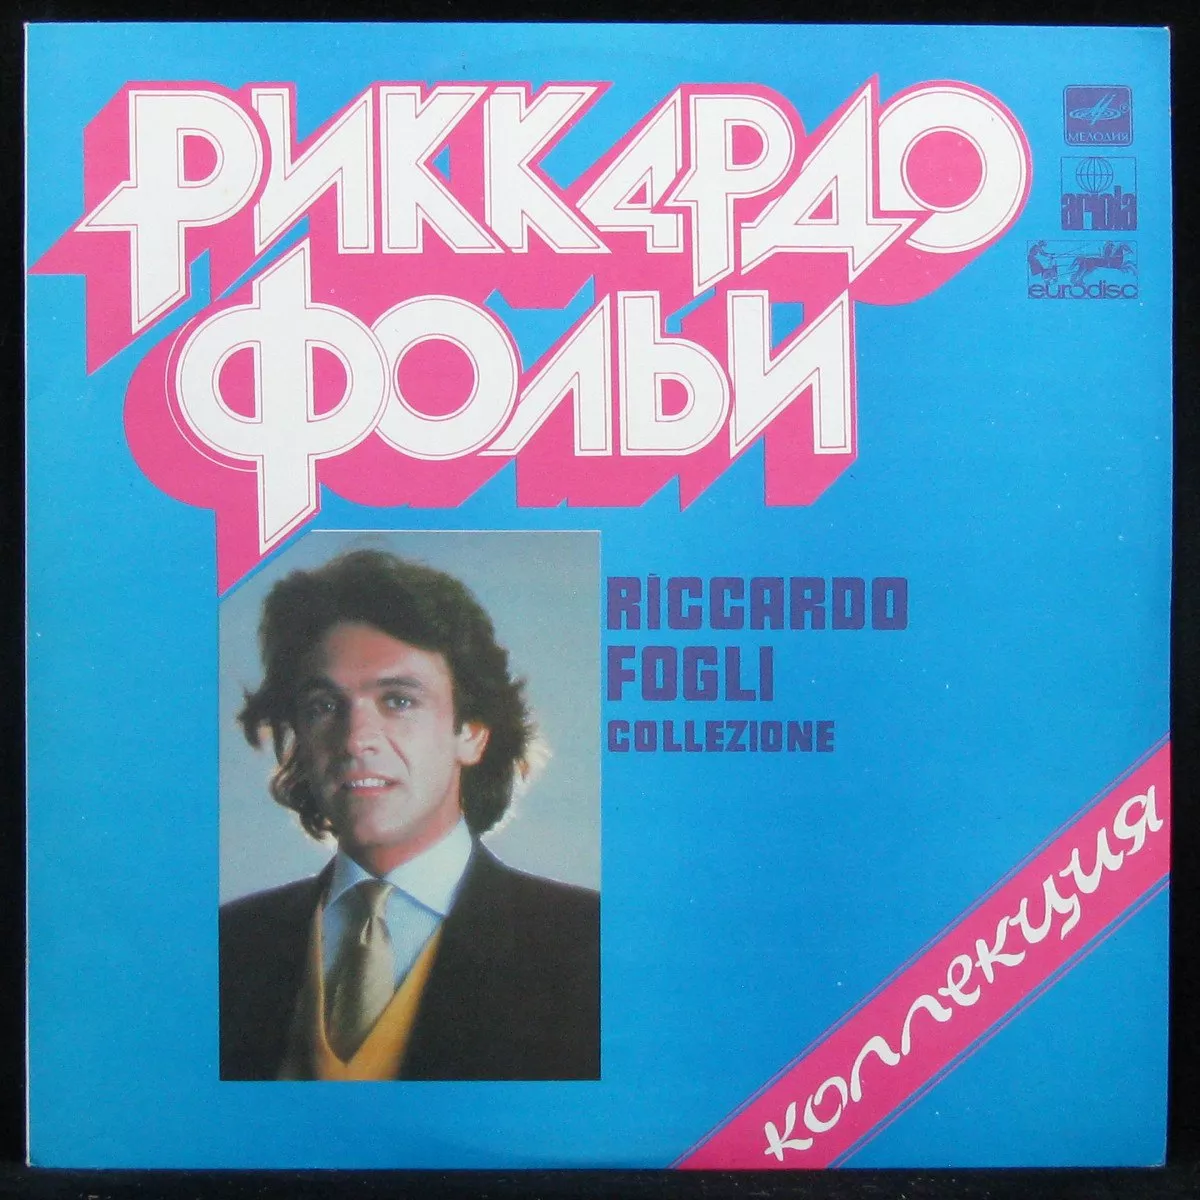 РИККАРДО
ФОЛЬИ
МЕЛОДИЯ
ariola
eurodisc
RICCARDO
FOGLI
COLLEZIONE
КОЛЛЕКЦИЯ